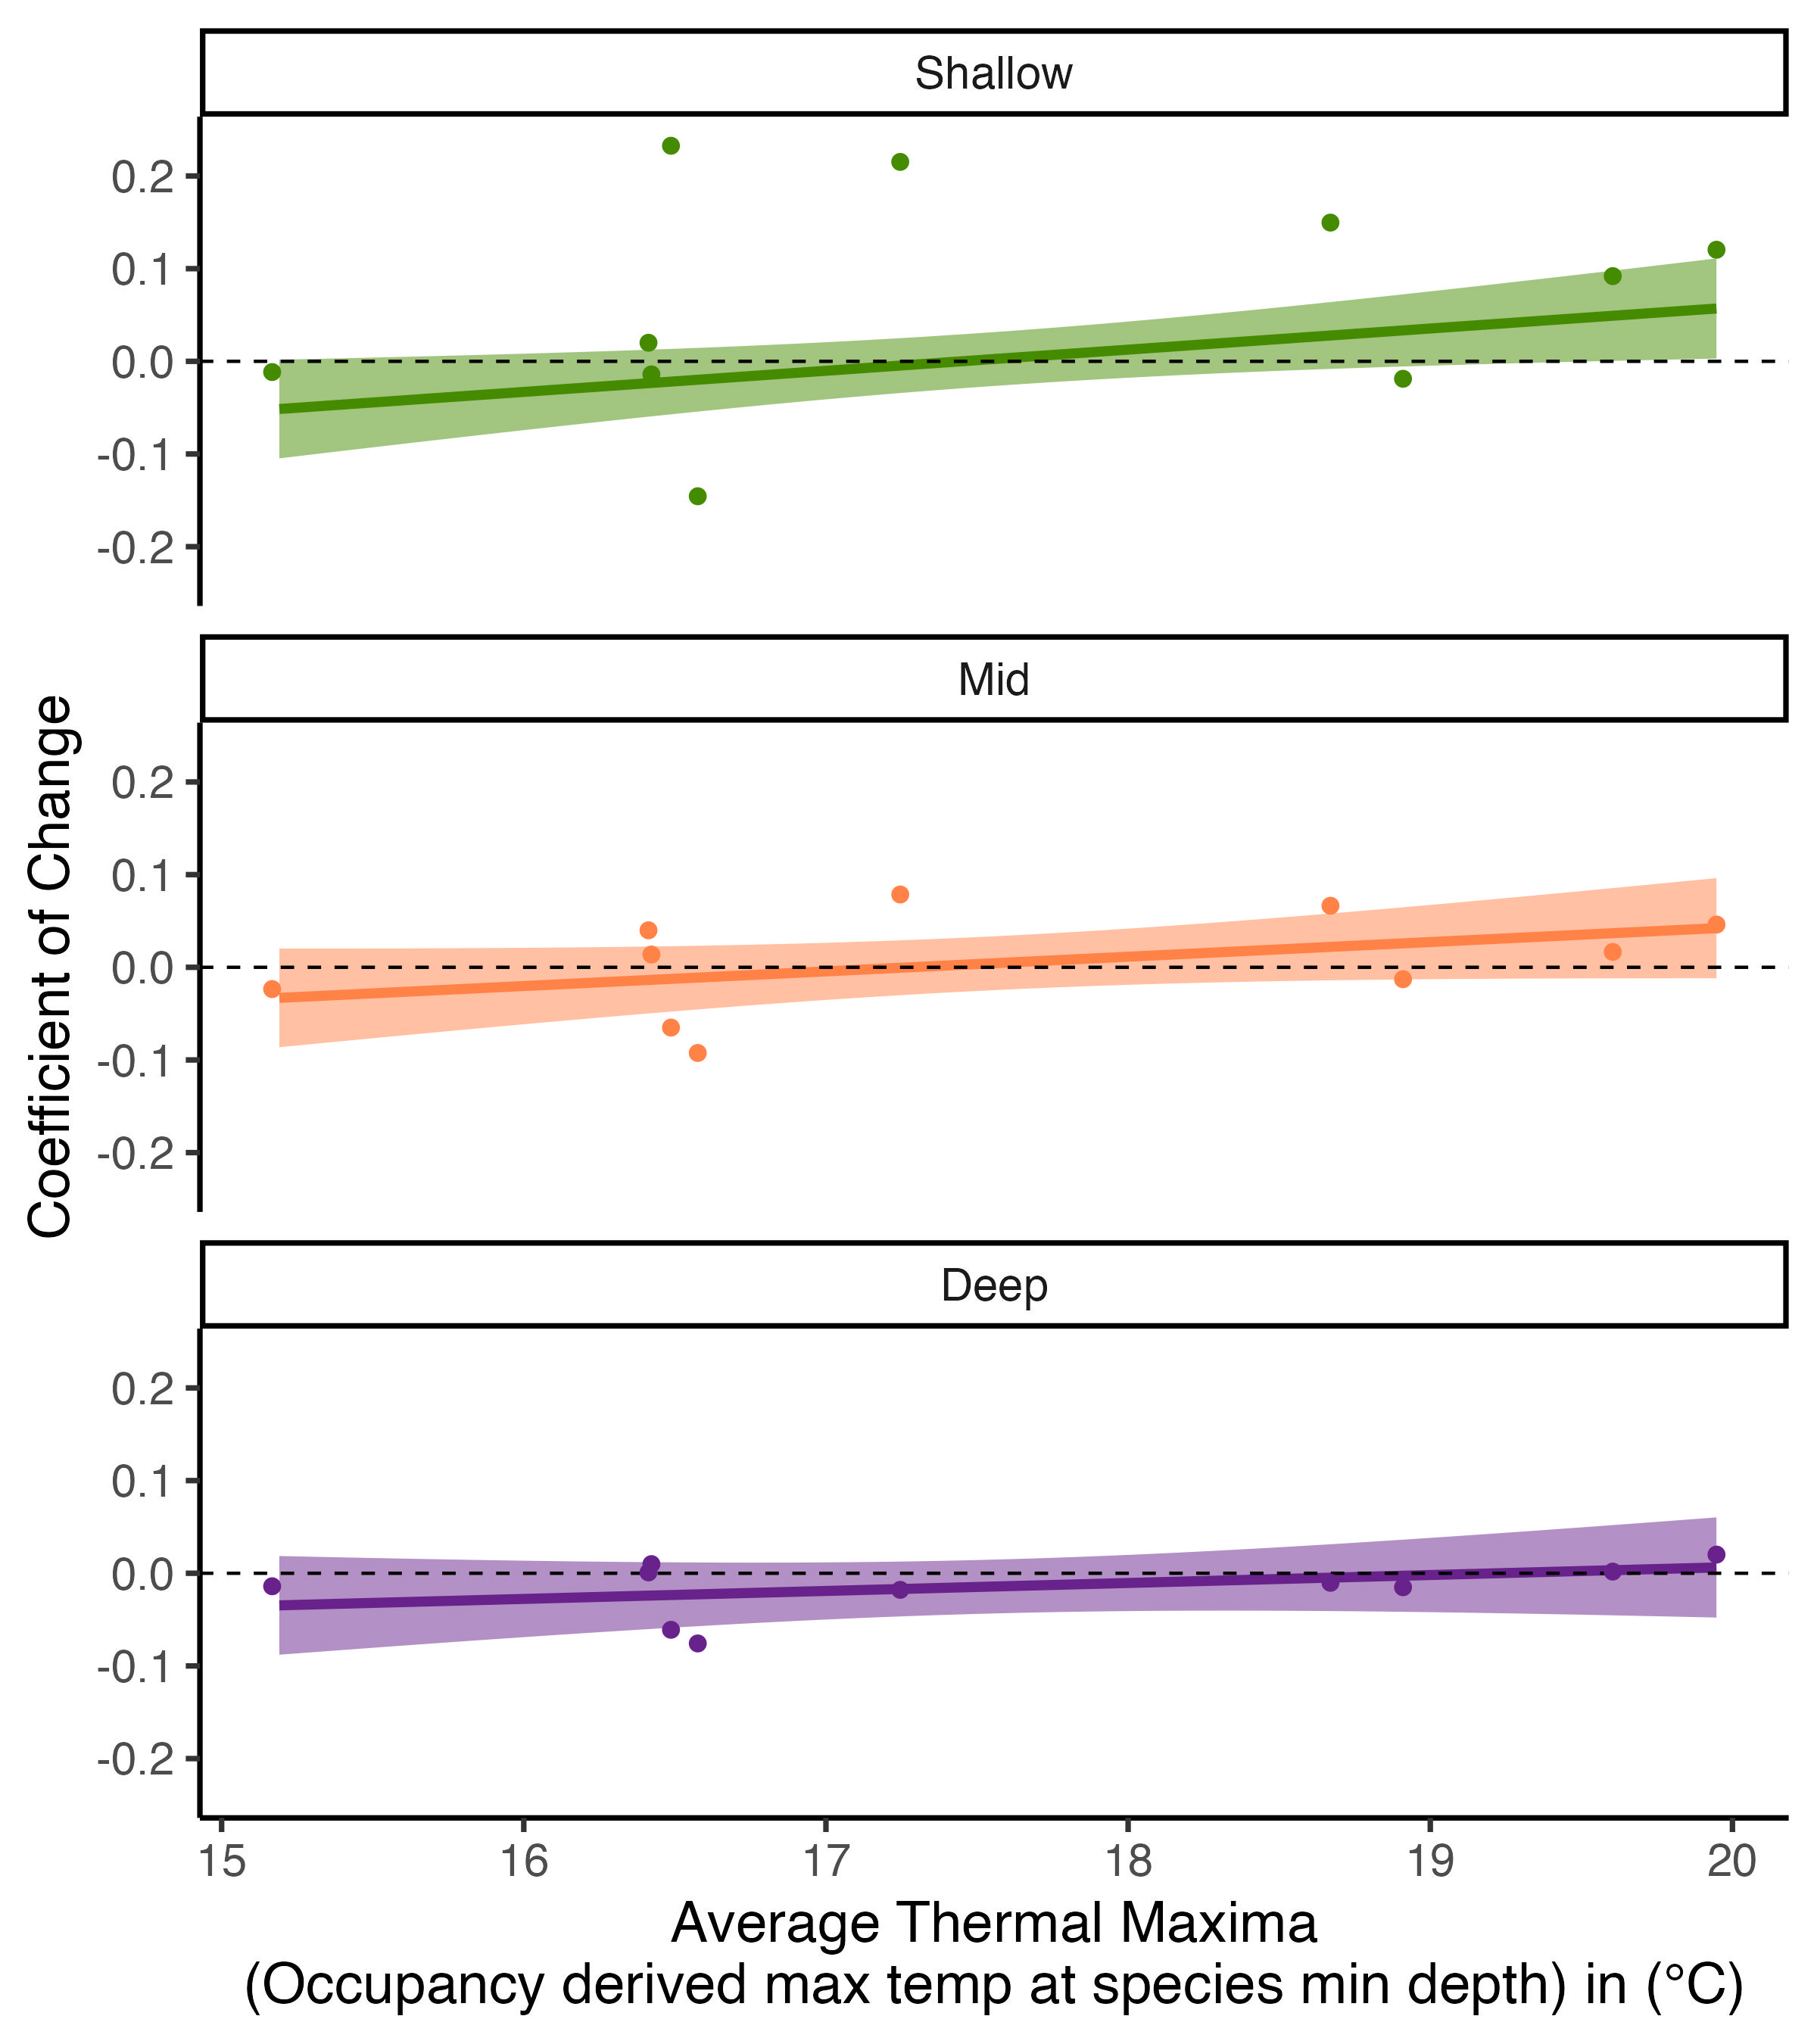 Shallow
0.2
0.1
0.0
-0.1
-0.2
Mid
0.2
0.1
0.0
-0.1
-0.2
Coefficient of Change
Deep
0.2
0.1
0.0
-0.1
-0.2
15 16 17 18 19 20
Average Thermal Maxima
(Occupancy derived max temp at species min depth) in (°C)